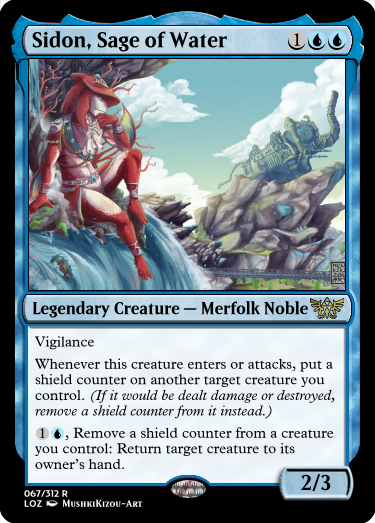 Sidon, Sage of Water 1
Legendary Creature — Merfolk Noble
Vigilance
Whenever this creature enters or attacks, put a
shield counter on another target creature you
control. (If it would be dealt damage or destroyed,
remove a shield counter from it instead.)
1, Remove a shield counter from a creature
you control: Return target creature to its
owner's hand.
2/3
067/312 R
LOZ MushkiKizou-Art